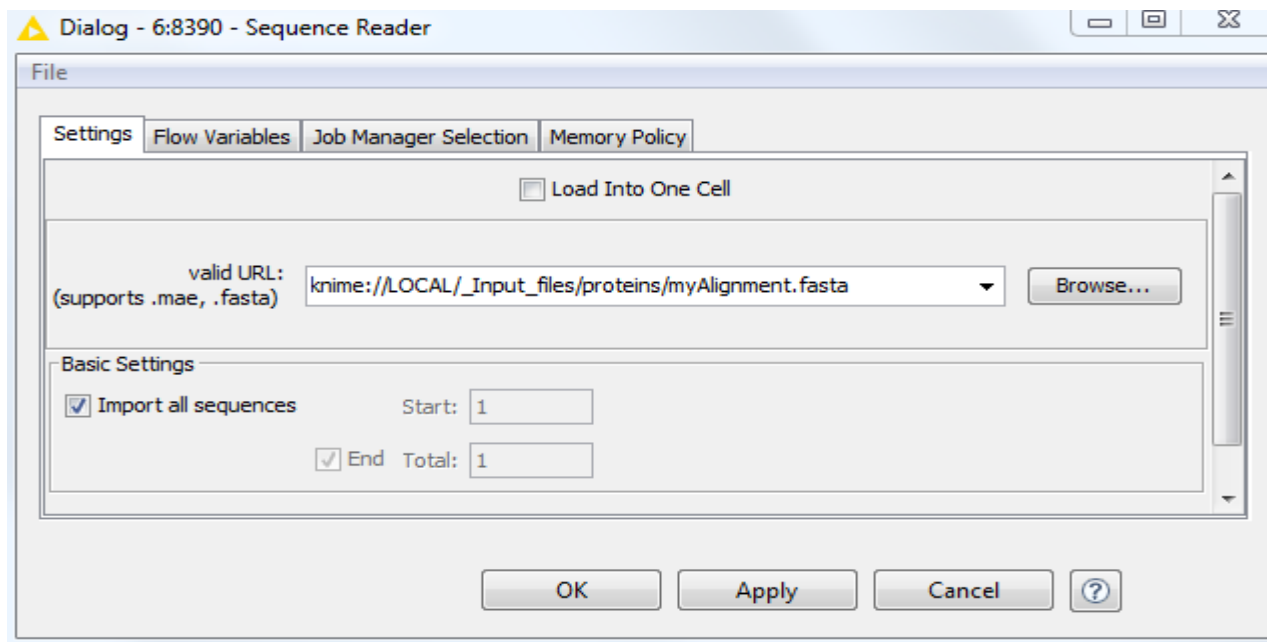 Dialog - 6:8390 - Sequence Reader
File
Settings Flow Variables Job Manager Selection Memory Policy
Load Into One Cell
valid URL:
(supports .mae, .fasta)
knime://LOCAL/_Input_files/proteins/myAlignment.fasta
Browse...
Basic Settings
Import all sequences Start: 1
End Total: 1
OK Apply Cancel ?